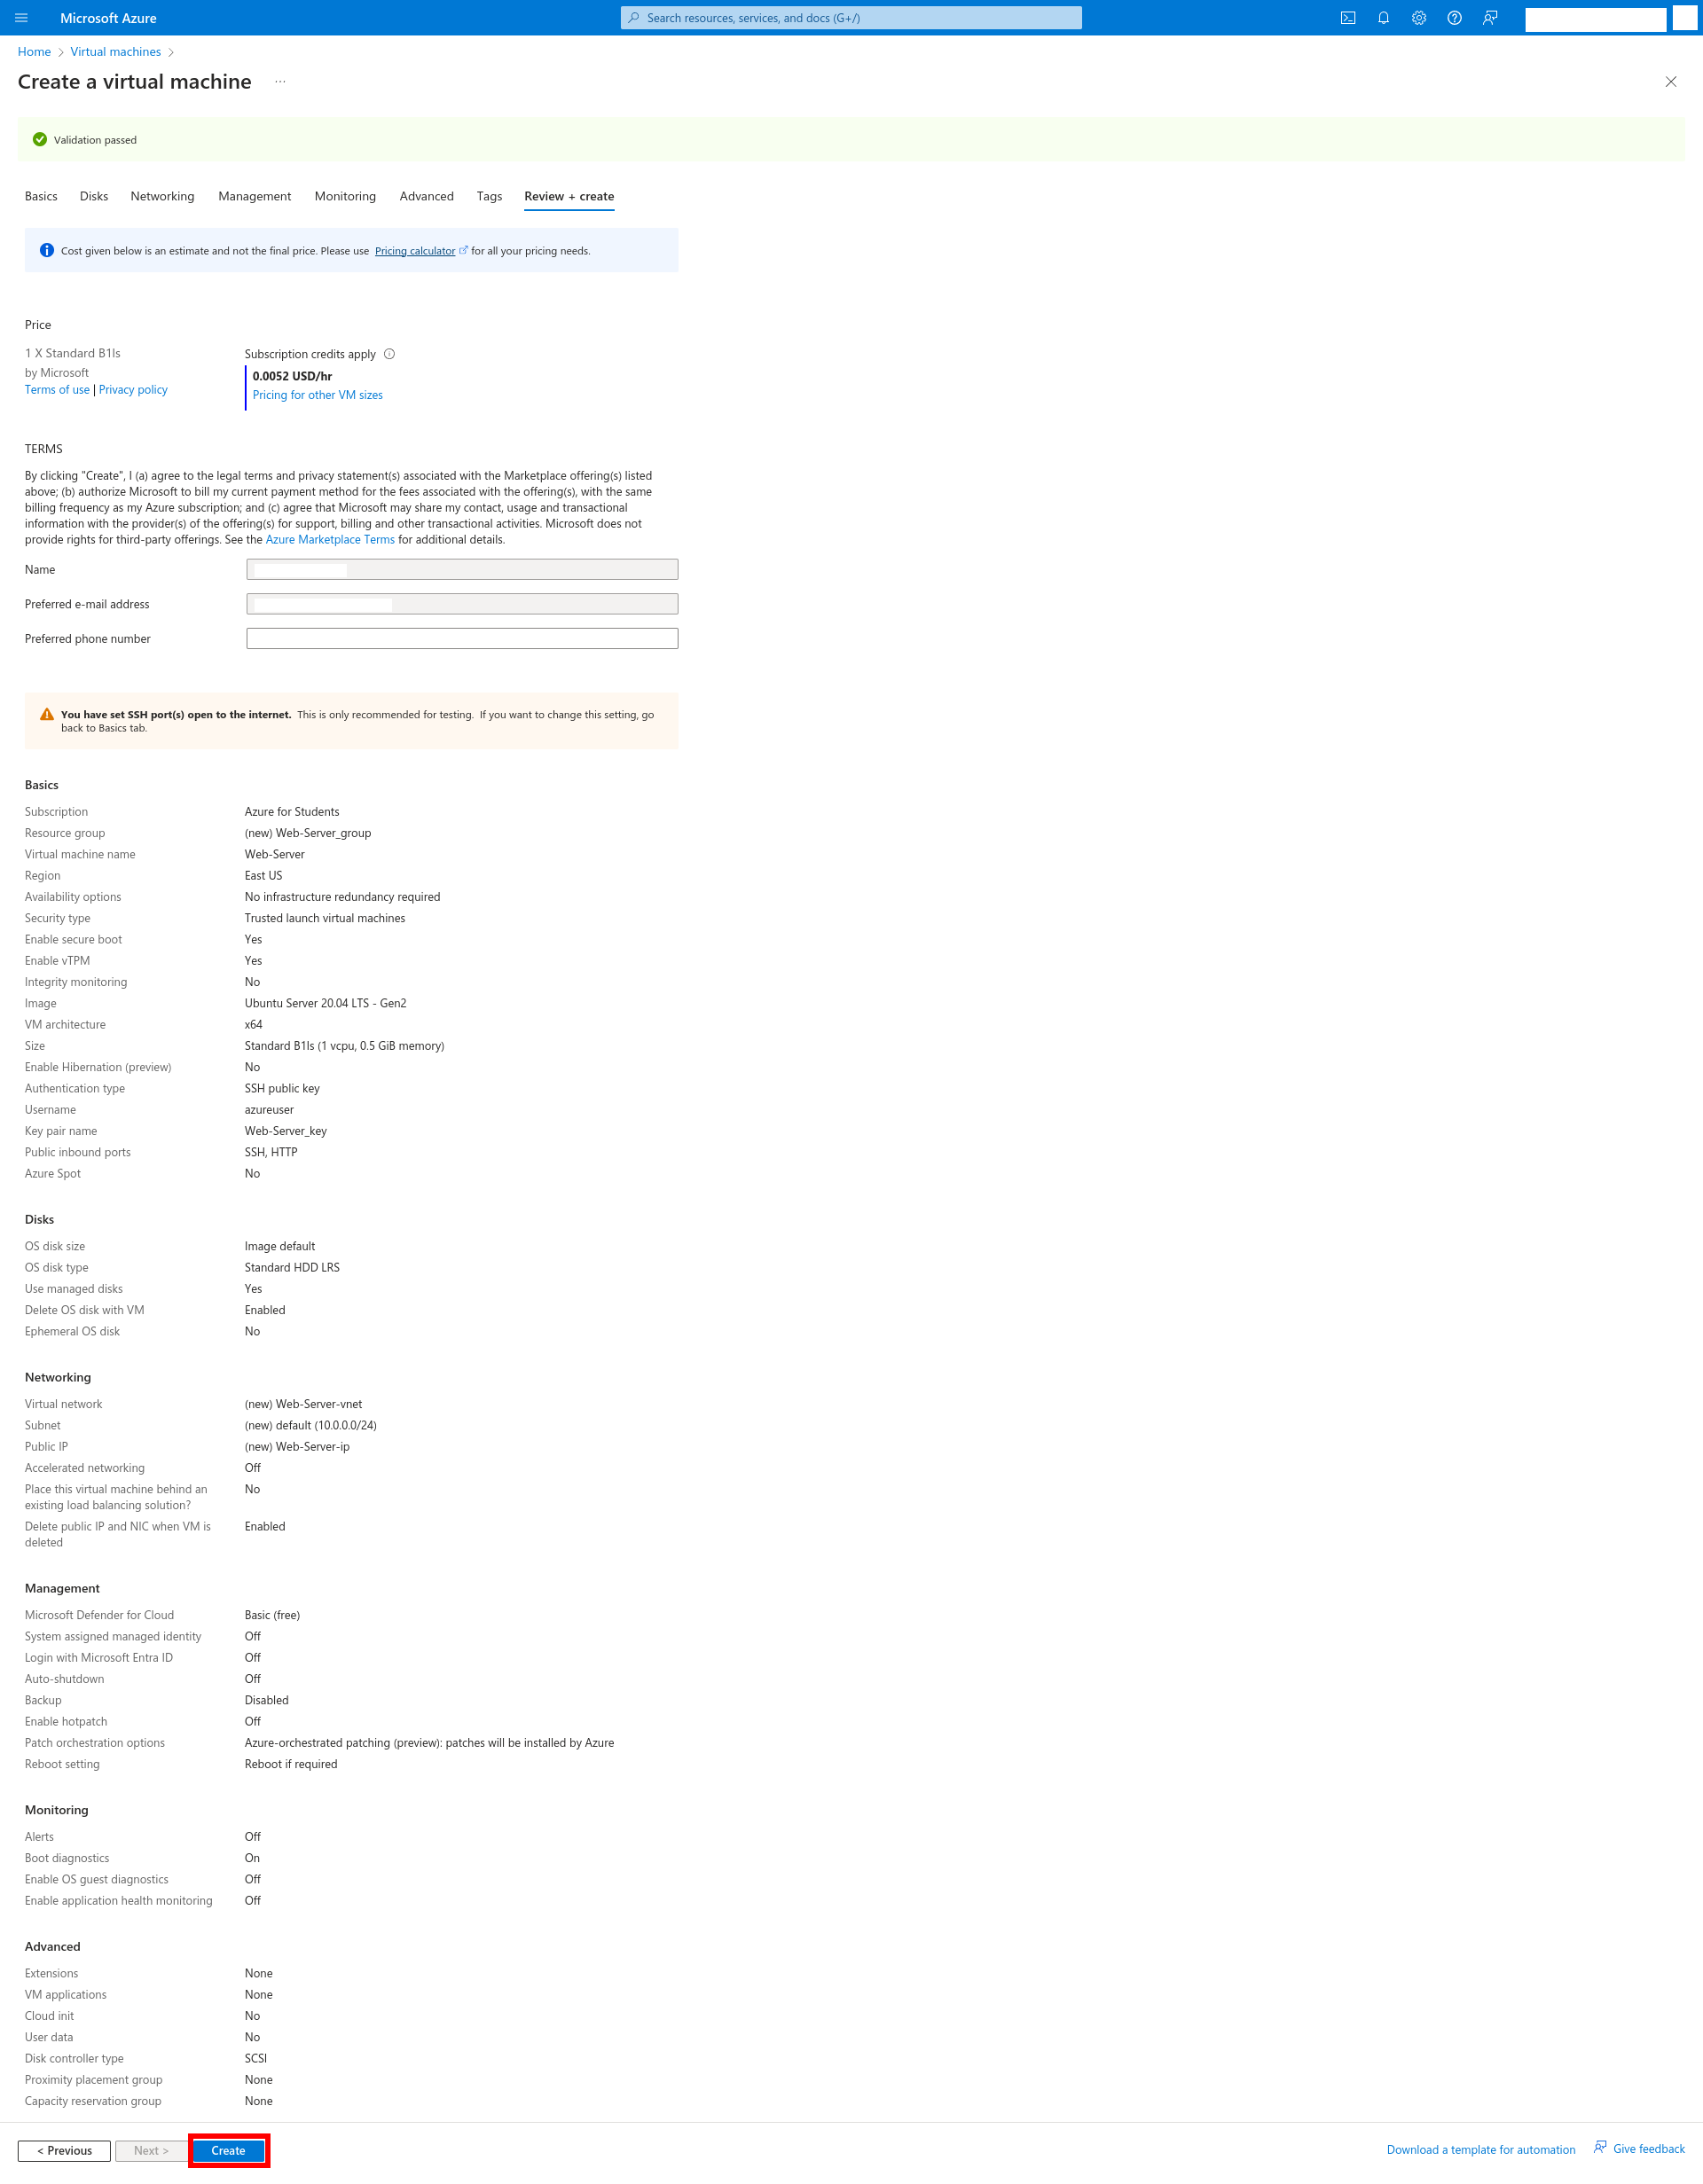 Microsoft Azure
Search resources, services, and docs (G+/)
Home > Virtual machines >
Create a virtual machine ...
Validation passed
Basics Disks Networking Management Monitoring Advanced Tags Review + create
Cost given below is an estimate and not the final price. Please use Pricing calculator for all your pricing needs.
Price
1 X Standard B1ls
by Microsoft
Terms of use | Privacy policy
Subscription credits apply
0.0052 USD/hr
Pricing for other VM sizes
TERMS
By clicking "Create", I (a) agree to the legal terms and privacy statement(s) associated with the Marketplace offering(s) listed
above; (b) authorize Microsoft to bill my current payment method for the fees associated with the offering(s), with the same
billing frequency as my Azure subscription; and (c) agree that Microsoft may share my contact, usage and transactional
information with the provider(s) of the offering(s) for support, billing and other transactional activities. Microsoft does not
provide rights for third-party offerings. See the Azure Marketplace Terms for additional details.
Name
Preferred e-mail address
Preferred phone number
You have set SSH port(s) open to the internet. This is only recommended for testing. If you want to change this setting, go
back to Basics tab.
Basics
Subscription Azure for Students
Resource group (new) Web-Server_group
Virtual machine name Web-Server
Region East US
Availability options No infrastructure redundancy required
Security type Trusted launch virtual machines
Enable secure boot Yes
Enable vTPM Yes
Integrity monitoring No
Image Ubuntu Server 20.04 LTS - Gen2
VM architecture x64
Size Standard B1ls (1 vcpu, 0.5 GiB memory)
Enable Hibernation (preview) No
Authentication type SSH public key
Username azureuser
Key pair name Web-Server_key
Public inbound ports SSH, HTTP
Azure Spot No
Disks
OS disk size Image default
OS disk type Standard HDD LRS
Use managed disks Yes
Delete OS disk with VM Enabled
Ephemeral OS disk No
Networking
Virtual network (new) Web-Server-vnet
Subnet (new) default (10.0.0.0/24)
Public IP (new) Web-Server-ip
Accelerated networking Off
Place this virtual machine behind an No
existing load balancing solution?
Delete public IP and NIC when VM is Enabled
deleted
Management
Microsoft Defender for Cloud Basic (free)
System assigned managed identity Off
Login with Microsoft Entra ID Off
Auto-shutdown Off
Backup Disabled
Enable hotpatch Off
Patch orchestration options Azure-orchestrated patching (preview): patches will be installed by Azure
Reboot setting Reboot if required
Monitoring
Alerts Off
Boot diagnostics On
Enable OS guest diagnostics Off
Enable application health monitoring Off
Advanced
Extensions None
VM applications None
Cloud init No
User data No
Disk controller type SCSI
Proximity placement group None
Capacity reservation group None
< Previous Next > Create Download a template for automation Give feedback